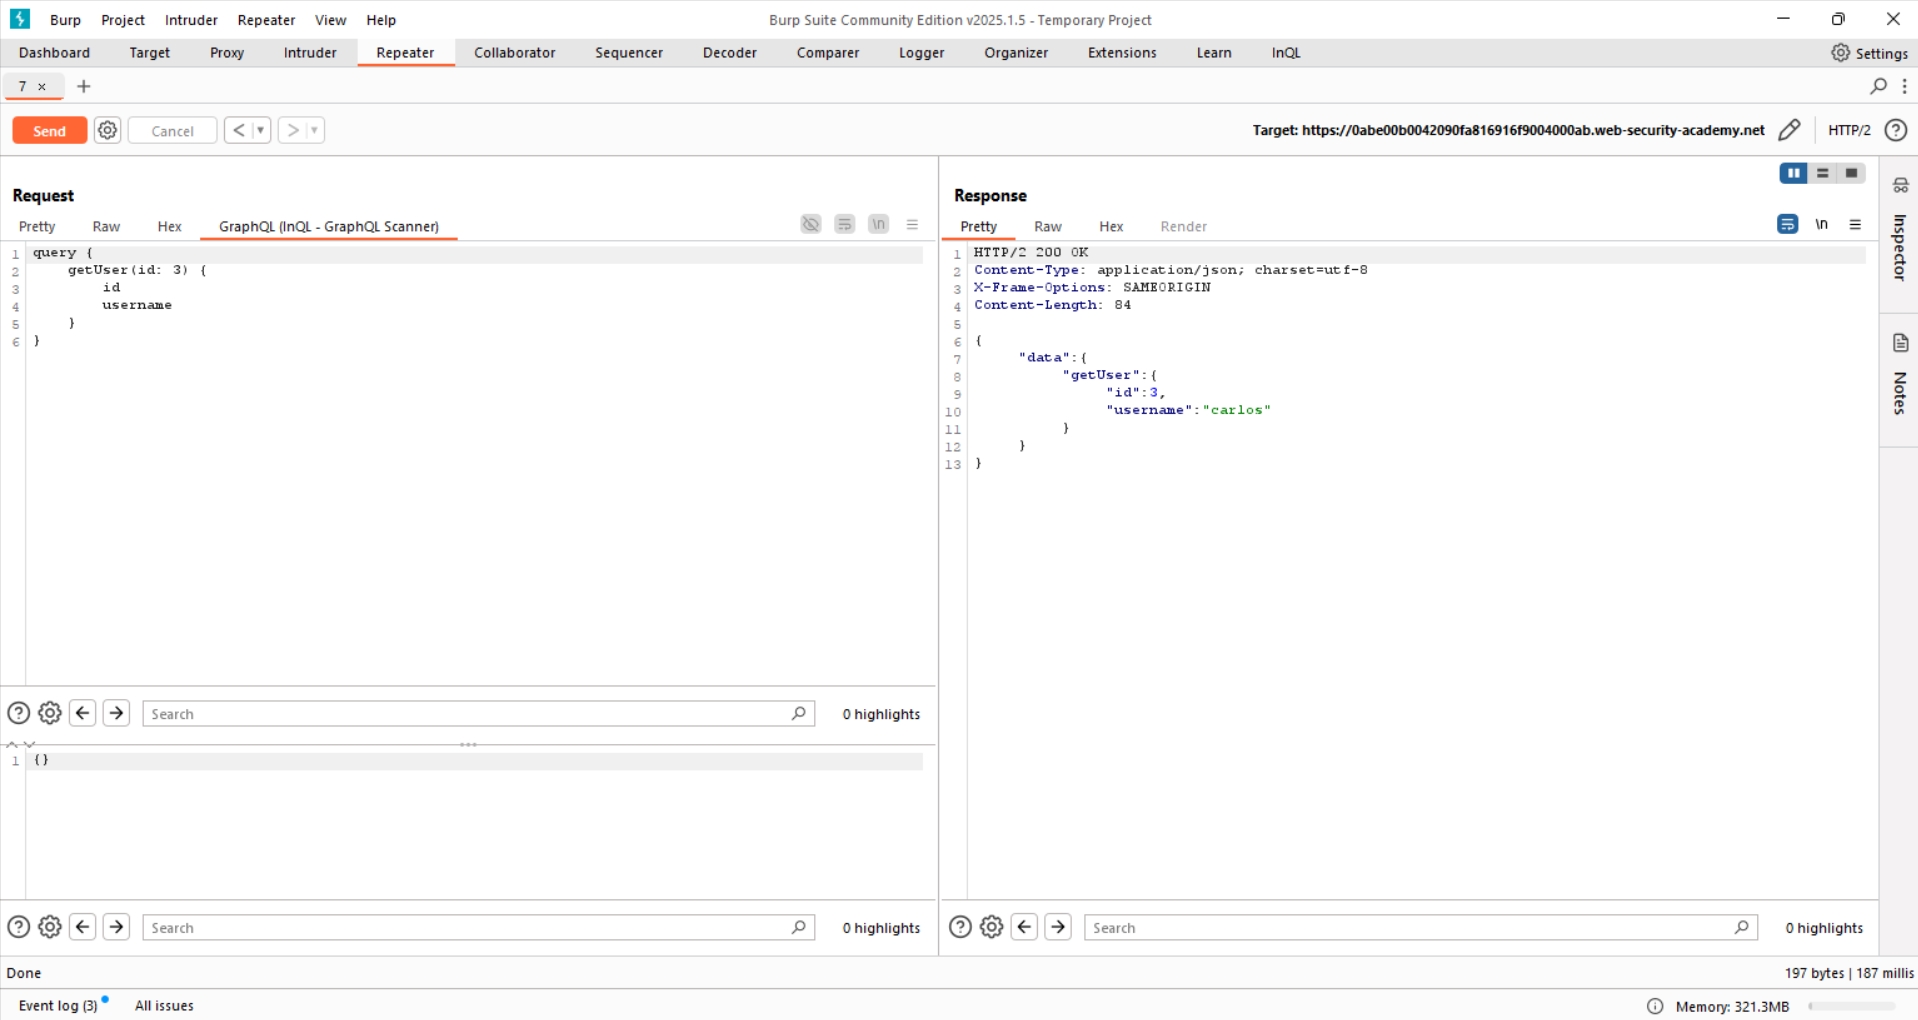 Burp Project Intruder Repeater View Help Burp Suite Community Edition v2025.1.5 - Temporary Project
Dashboard Target Proxy Intruder Repeater Collaborator Sequencer Decoder Comparer Logger Organizer Extensions Learn InQL Settings
7 × +
Send Cancel < > Target: https://0abe00b0042090fa816916f9004000ab.web-security-academy.net HTTP/2 ?
Request
Pretty Raw Hex GraphQL (InQL - GraphQL Scanner) \n
1 query {
2 getUser(id: 3) {
3 id
4 username
5 }
6 }
? Search 0 highlights
1 {}
? Search 0 highlights
Response
Pretty Raw Hex Render \n
1 HTTP/2 200 OK
2 Content-Type: application/json; charset=utf-8
3 X-Frame-Options: SAMEORIGIN
4 Content-Length: 84
5
6 {
7 "data":{
8 "getUser":{
9 "id":3,
10 "username":"carlos"
11 }
12 }
13 }
? Search 0 highlights
Inspector
Notes
Done 197 bytes | 187 millis
Event log (3) All issues Memory: 321.3MB